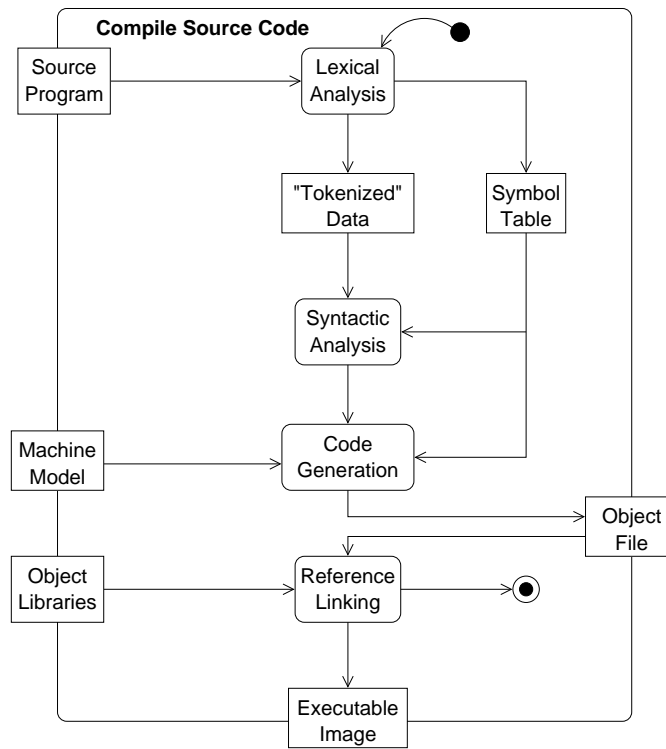 Compile Source Code
Source
Program
Lexical
Analysis
"Tokenized"
Data
Symbol
Table
Syntactic
Analysis
Machine
Model
Code
Generation
Object
File
Object
Libraries
Reference
Linking
Executable
Image